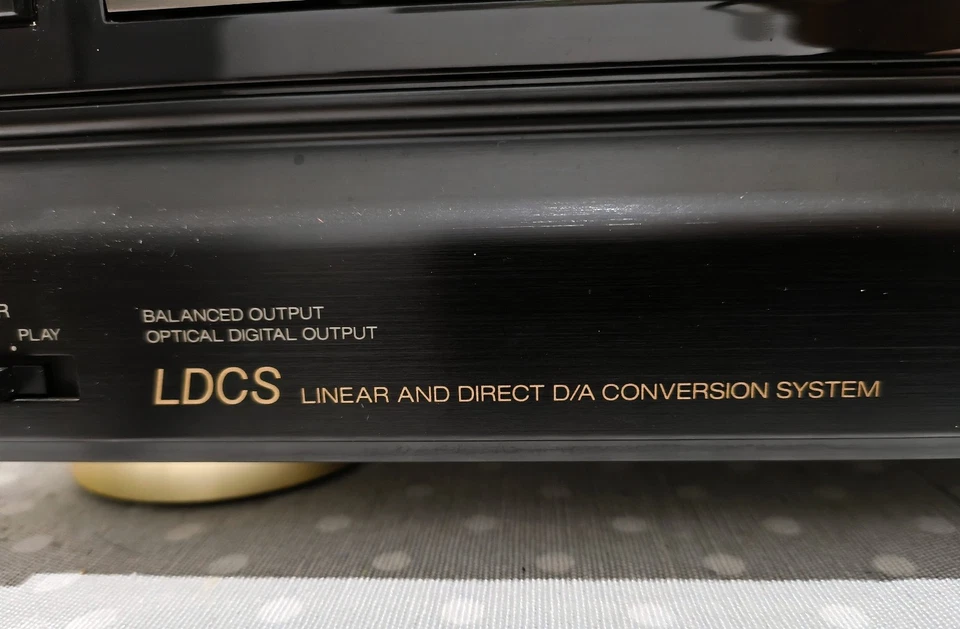 PLAY
BALANCED OUTPUT
OPTICAL DIGITAL OUTPUT
LDCS LINEAR AND DIRECT D/A CONVERSION SYSTEM